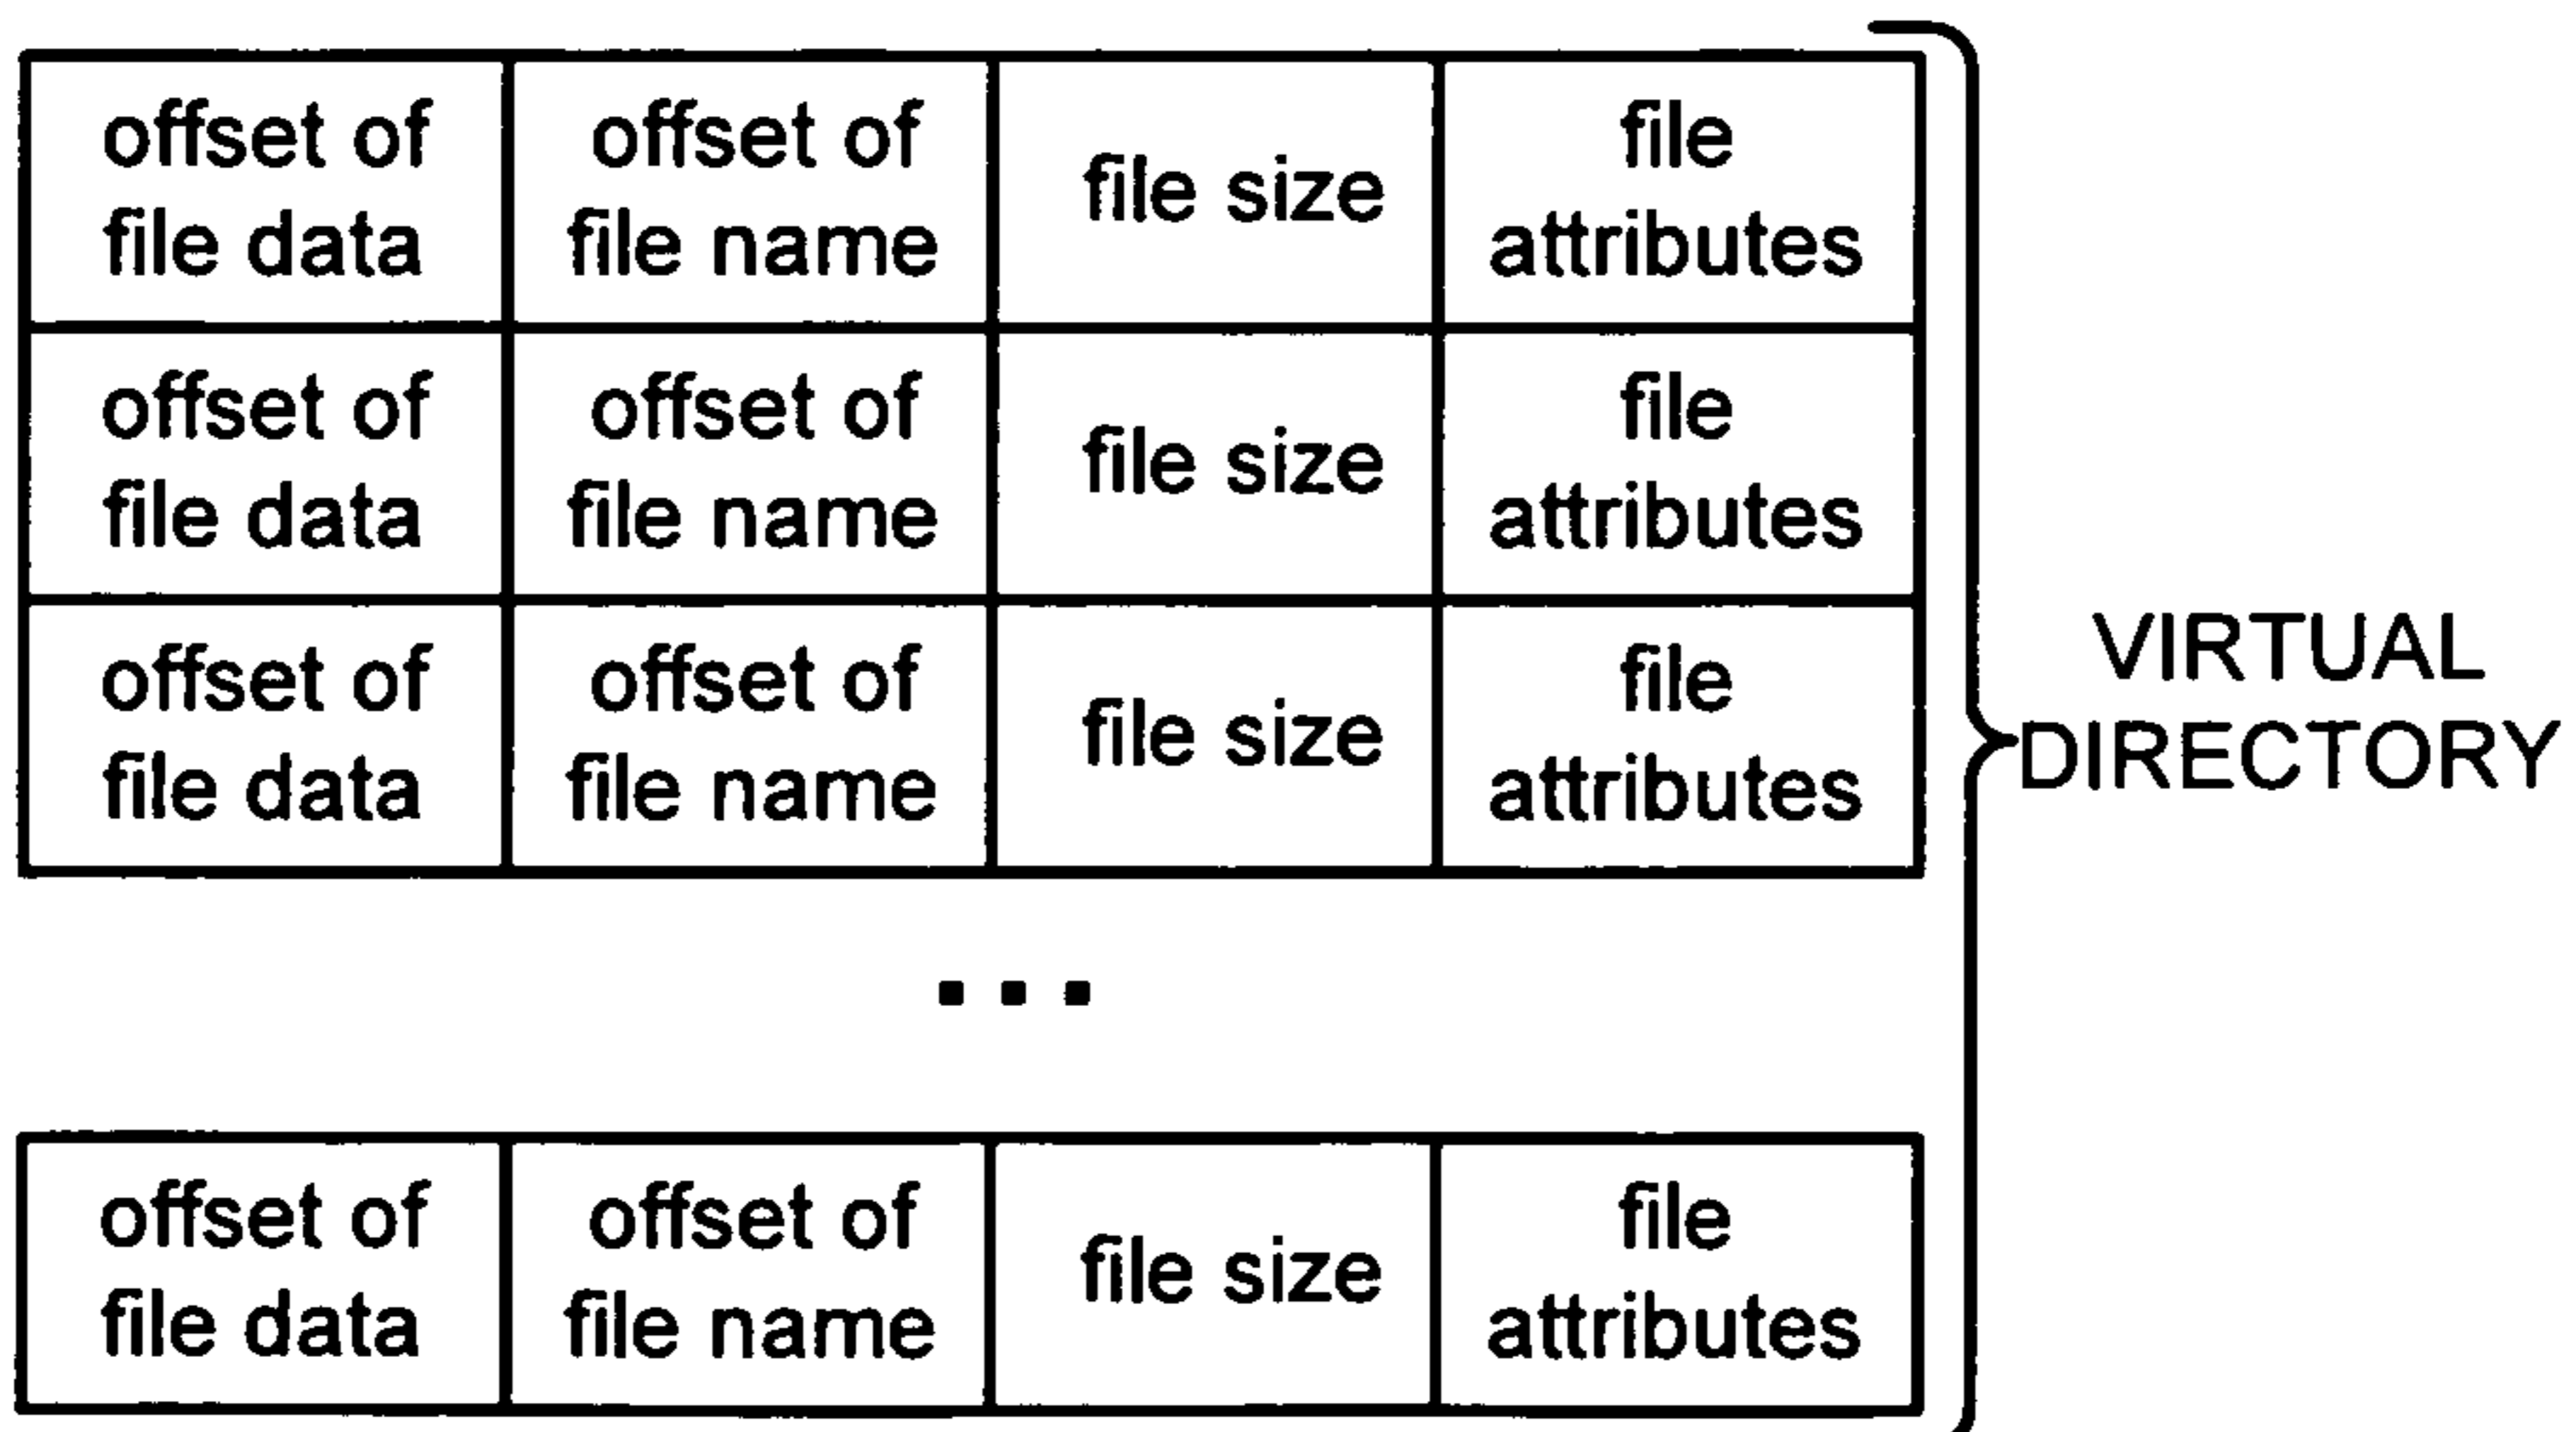 offset of
file data
offset of
file name
file size
file
attributes
offset of
file data
offset of
file name
file size
file
attributes
offset of
file data
offset of
file name
file size
file
attributes
VIRTUAL
DIRECTORY
...
offset of
file data
offset of
file name
file size
file
attributes